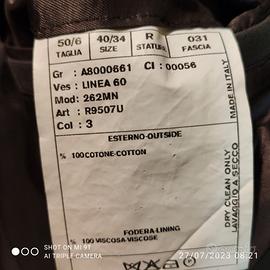 50/6 40/34 R 031
TAGLIA SIZE STATURE FASCIA
Gr : A8000661 CI : 00056
Ves : LINEA 60
Mod : 262MN
Art : R9507U
Col : 3
ESTERNO-OUTSIDE
% 100 COTONE-COTTON
FODERA-LINING
% 100 VISCOSA-VISCOSE
MADE IN ITALY
DRY CLEAN ONLY
LAVAGGIO A SECCO
SHOT ON MI 9T
AI TRIPLE CAMERA
27/07/2023 08:21